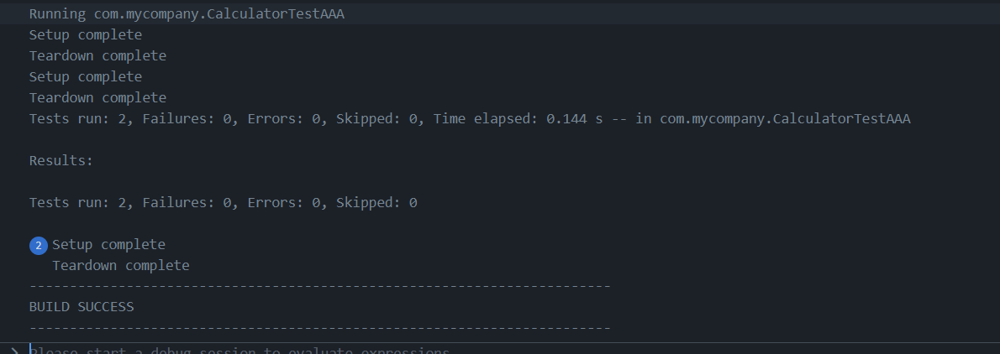 Running com.mycompany.CalculatorTestAAA
Setup complete
Teardown complete
Setup complete
Teardown complete
Tests run: 2, Failures: 0, Errors: 0, Skipped: 0, Time elapsed: 0.144 s -- in com.mycompany.CalculatorTestAAA
Results:
Tests run: 2, Failures: 0, Errors: 0, Skipped: 0
2 Setup complete
Teardown complete
------------------------------------------------------------------------
BUILD SUCCESS
------------------------------------------------------------------------
Please start a debug session to evaluate expressions